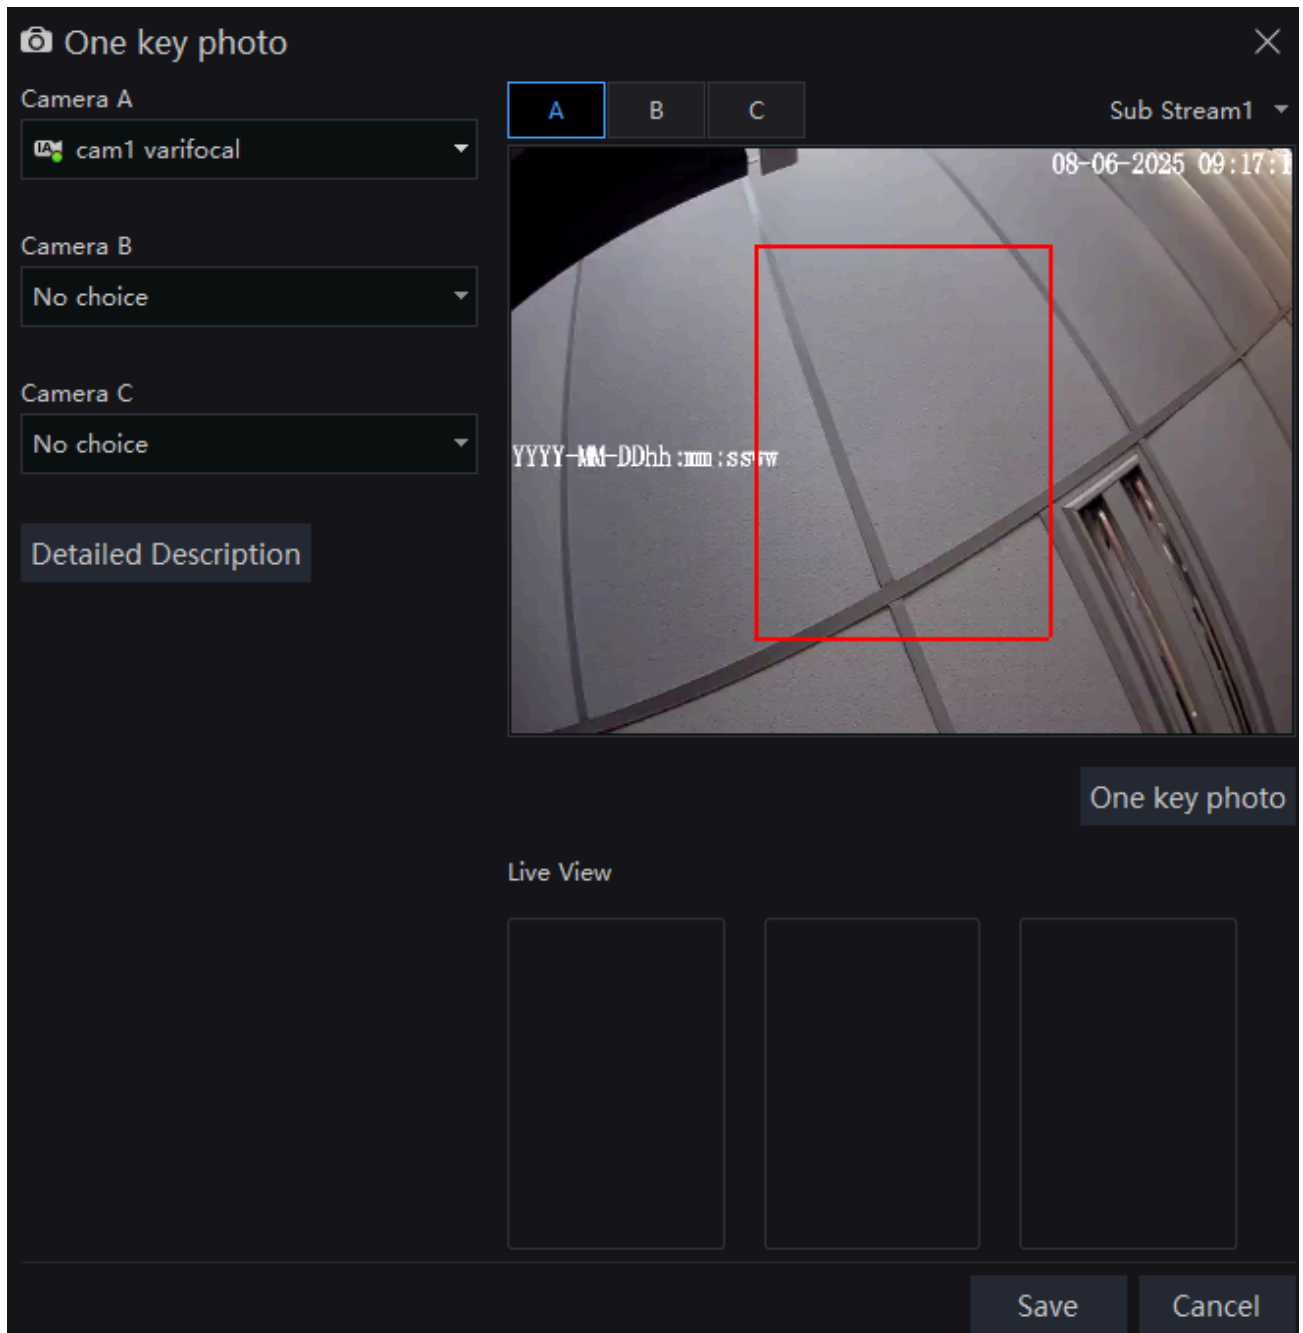 One key photo
Camera A
cam1 varifocal
Camera B
No choice
Camera C
No choice
Detailed Description
A B C Sub Stream1
08-06-2025 09:17:1
YYYY-MM-DDhh:mm:ssww
One key photo
Live View
Save Cancel